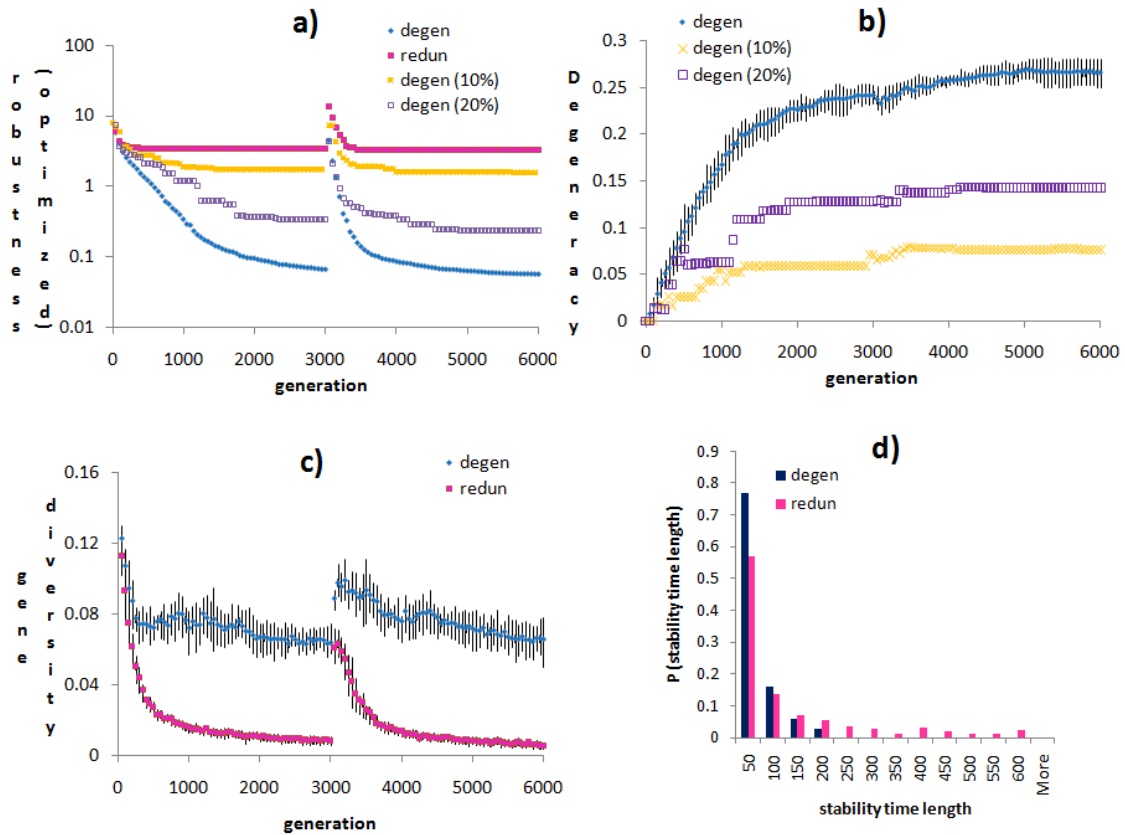 a)
degen
redun
degen (10%)
degen (20%)
robustness
(optimized)
100
10
1
0.1
0.01
0 1000 2000 3000 4000 5000 6000
generation
b)
degen
degen (10%)
degen (20%)
Degeneracy
0.3
0.25
0.2
0.15
0.1
0.05
0
0 1000 2000 3000 4000 5000 6000
generation
c)
degen
redun
gene
diversity
0.16
0.12
0.08
0.04
0
0 1000 2000 3000 4000 5000 6000
generation
d)
degen
redun
P (stability time length)
0.9
0.8
0.7
0.6
0.5
0.4
0.3
0.2
0.1
0
50 100 150 200 250 300 350 400 450 500 550 600 More
stability time length